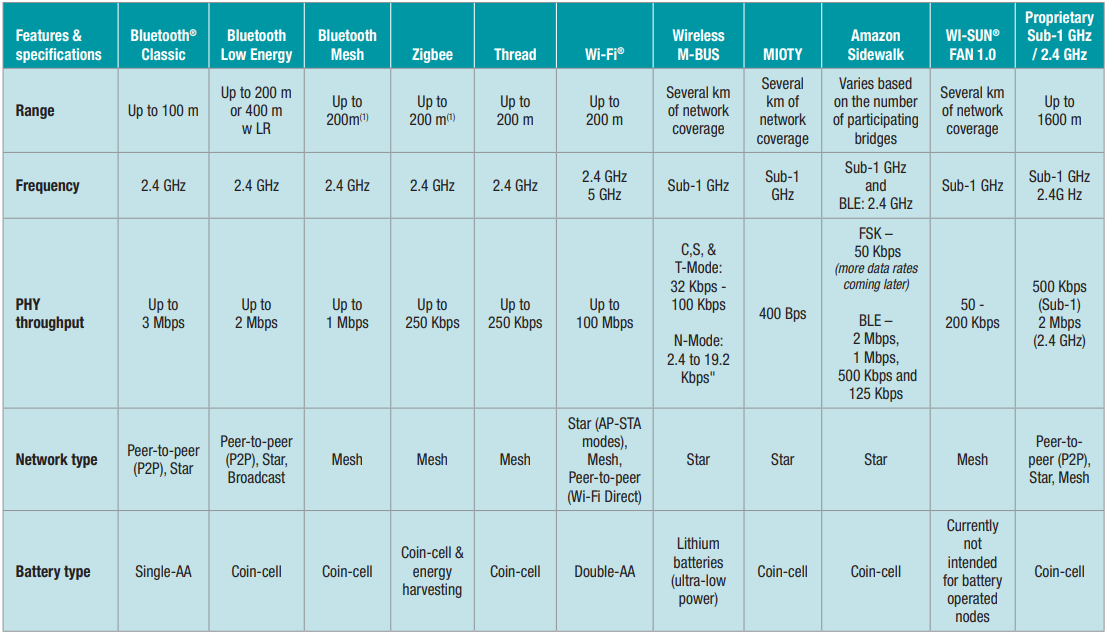 Features &
specifications
Bluetooth®
Classic
Bluetooth
Low Energy
Bluetooth
Mesh
Zigbee
Thread
Wi-Fi®
Wireless
M-BUS
MIOTY
Amazon
Sidewalk
WI-SUN®
FAN 1.0
Proprietary
Sub-1 GHz
/ 2.4 GHz
Range
Up to 100 m
Up to 200 m
or 400 m
w LR
Up to
200m(1)
Up to
200 m(1)
Up to
200 m
Up to
200 m
Several km
of network
coverage
Several
km of
network
coverage
Varies based
on the number
of participating
bridges
Several km
of network
coverage
Up to
1600 m
Frequency
2.4 GHz
2.4 GHz
2.4 GHz
2.4 GHz
2.4 GHz
2.4 GHz
5 GHz
Sub-1 GHz
Sub-1
GHz
Sub-1 GHz
and
BLE: 2.4 GHz
Sub-1 GHz
Sub-1 GHz
2.4G Hz
PHY
throughput
Up to
3 Mbps
Up to
2 Mbps
Up to
1 Mbps
Up to
250 Kbps
Up to
250 Kbps
Up to
100 Mbps
C,S, &
T-Mode:
32 Kbps -
100 Kbps
N-Mode:
2.4 to 19.2
Kbps"
400 Bps
FSK –
50 Kbps
(more data rates
coming later)
BLE –
2 Mbps,
1 Mbps,
500 Kbps and
125 Kbps
50 -
200 Kbps
500 Kbps
(Sub-1)
2 Mbps
(2.4 GHz)
Network type
Peer-to-peer
(P2P), Star
Peer-to-peer
(P2P), Star,
Broadcast
Mesh
Mesh
Mesh
Star (AP-STA
modes),
Mesh,
Peer-to-peer
(Wi-Fi Direct)
Star
Star
Star
Mesh
Peer-to-
peer (P2P),
Star, Mesh
Battery type
Single-AA
Coin-cell
Coin-cell
Coin-cell &
energy
harvesting
Coin-cell
Double-AA
Lithium
batteries
(ultra-low
power)
Coin-cell
Coin-cell
Currently
not
intended
for battery
operated
nodes
Coin-cell